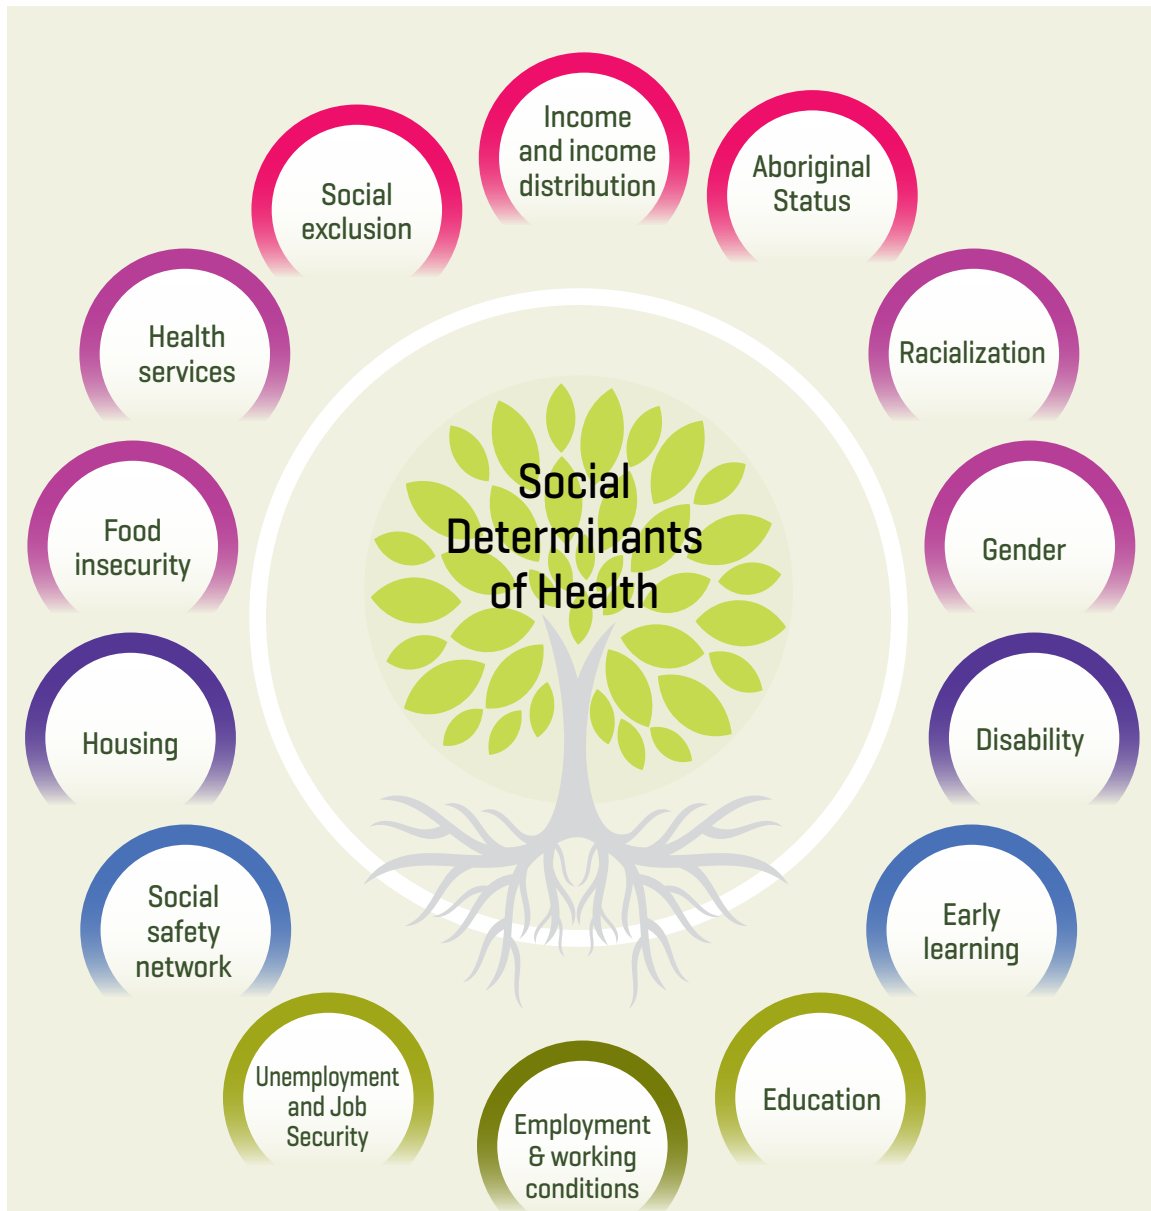 Income
and income
distribution
Aboriginal
Status
Racialization
Gender
Disability
Early
learning
Education
Employment
& working
conditions
Unemployment
and Job
Security
Social
safety
network
Housing
Food
insecurity
Health
services
Social
exclusion
Social
Determinants
of Health